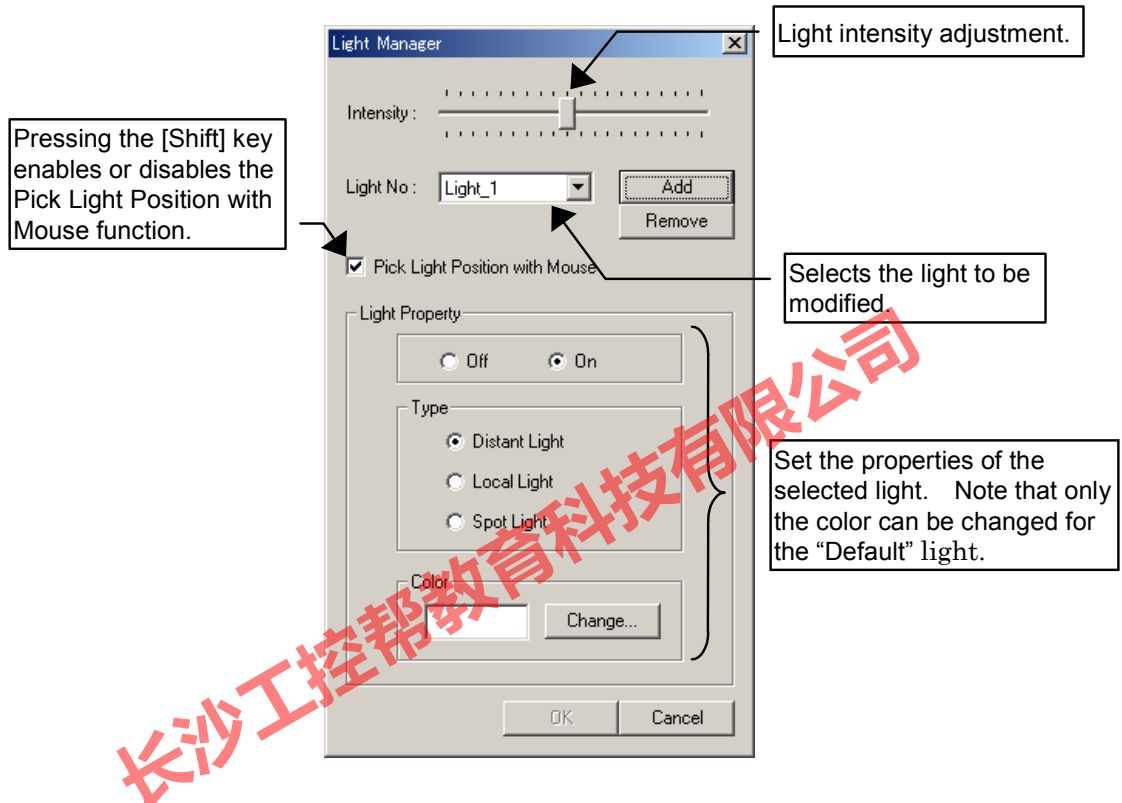 Light Manager
Light intensity adjustment.
Intensity :
Pressing the [Shift] key
enables or disables the
Pick Light Position with
Mouse function.
Light No :
Light_1
Add
Remove
Pick Light Position with Mouse
Selects the light to be
modified.
Light Property
Off
On
Type
Distant Light
Local Light
Spot Light
Set the properties of the
selected light. Note that only
the color can be changed for
the “Default” light.
Color
Change...
OK
Cancel
长沙工控帮教育科技有限公司